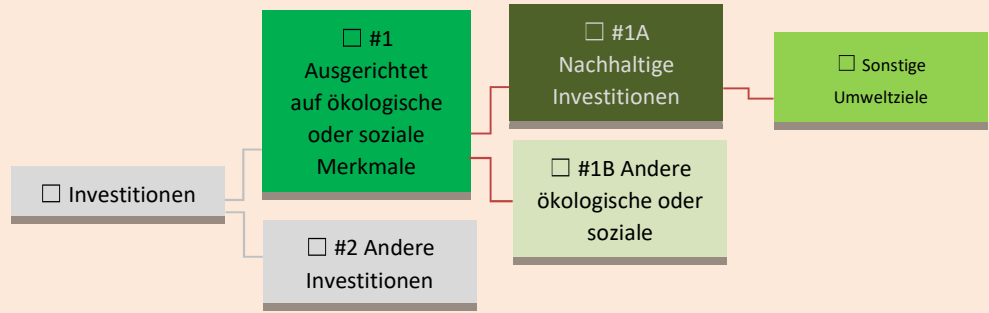 ☐ Investitionen
☐ #1
Ausgerichtet
auf ökologische
oder soziale
Merkmale
☐ #2 Andere
Investitionen
☐ #1A
Nachhaltige
Investitionen
☐ #1B Andere
ökologische oder
soziale
☐ Sonstige
Umweltziele